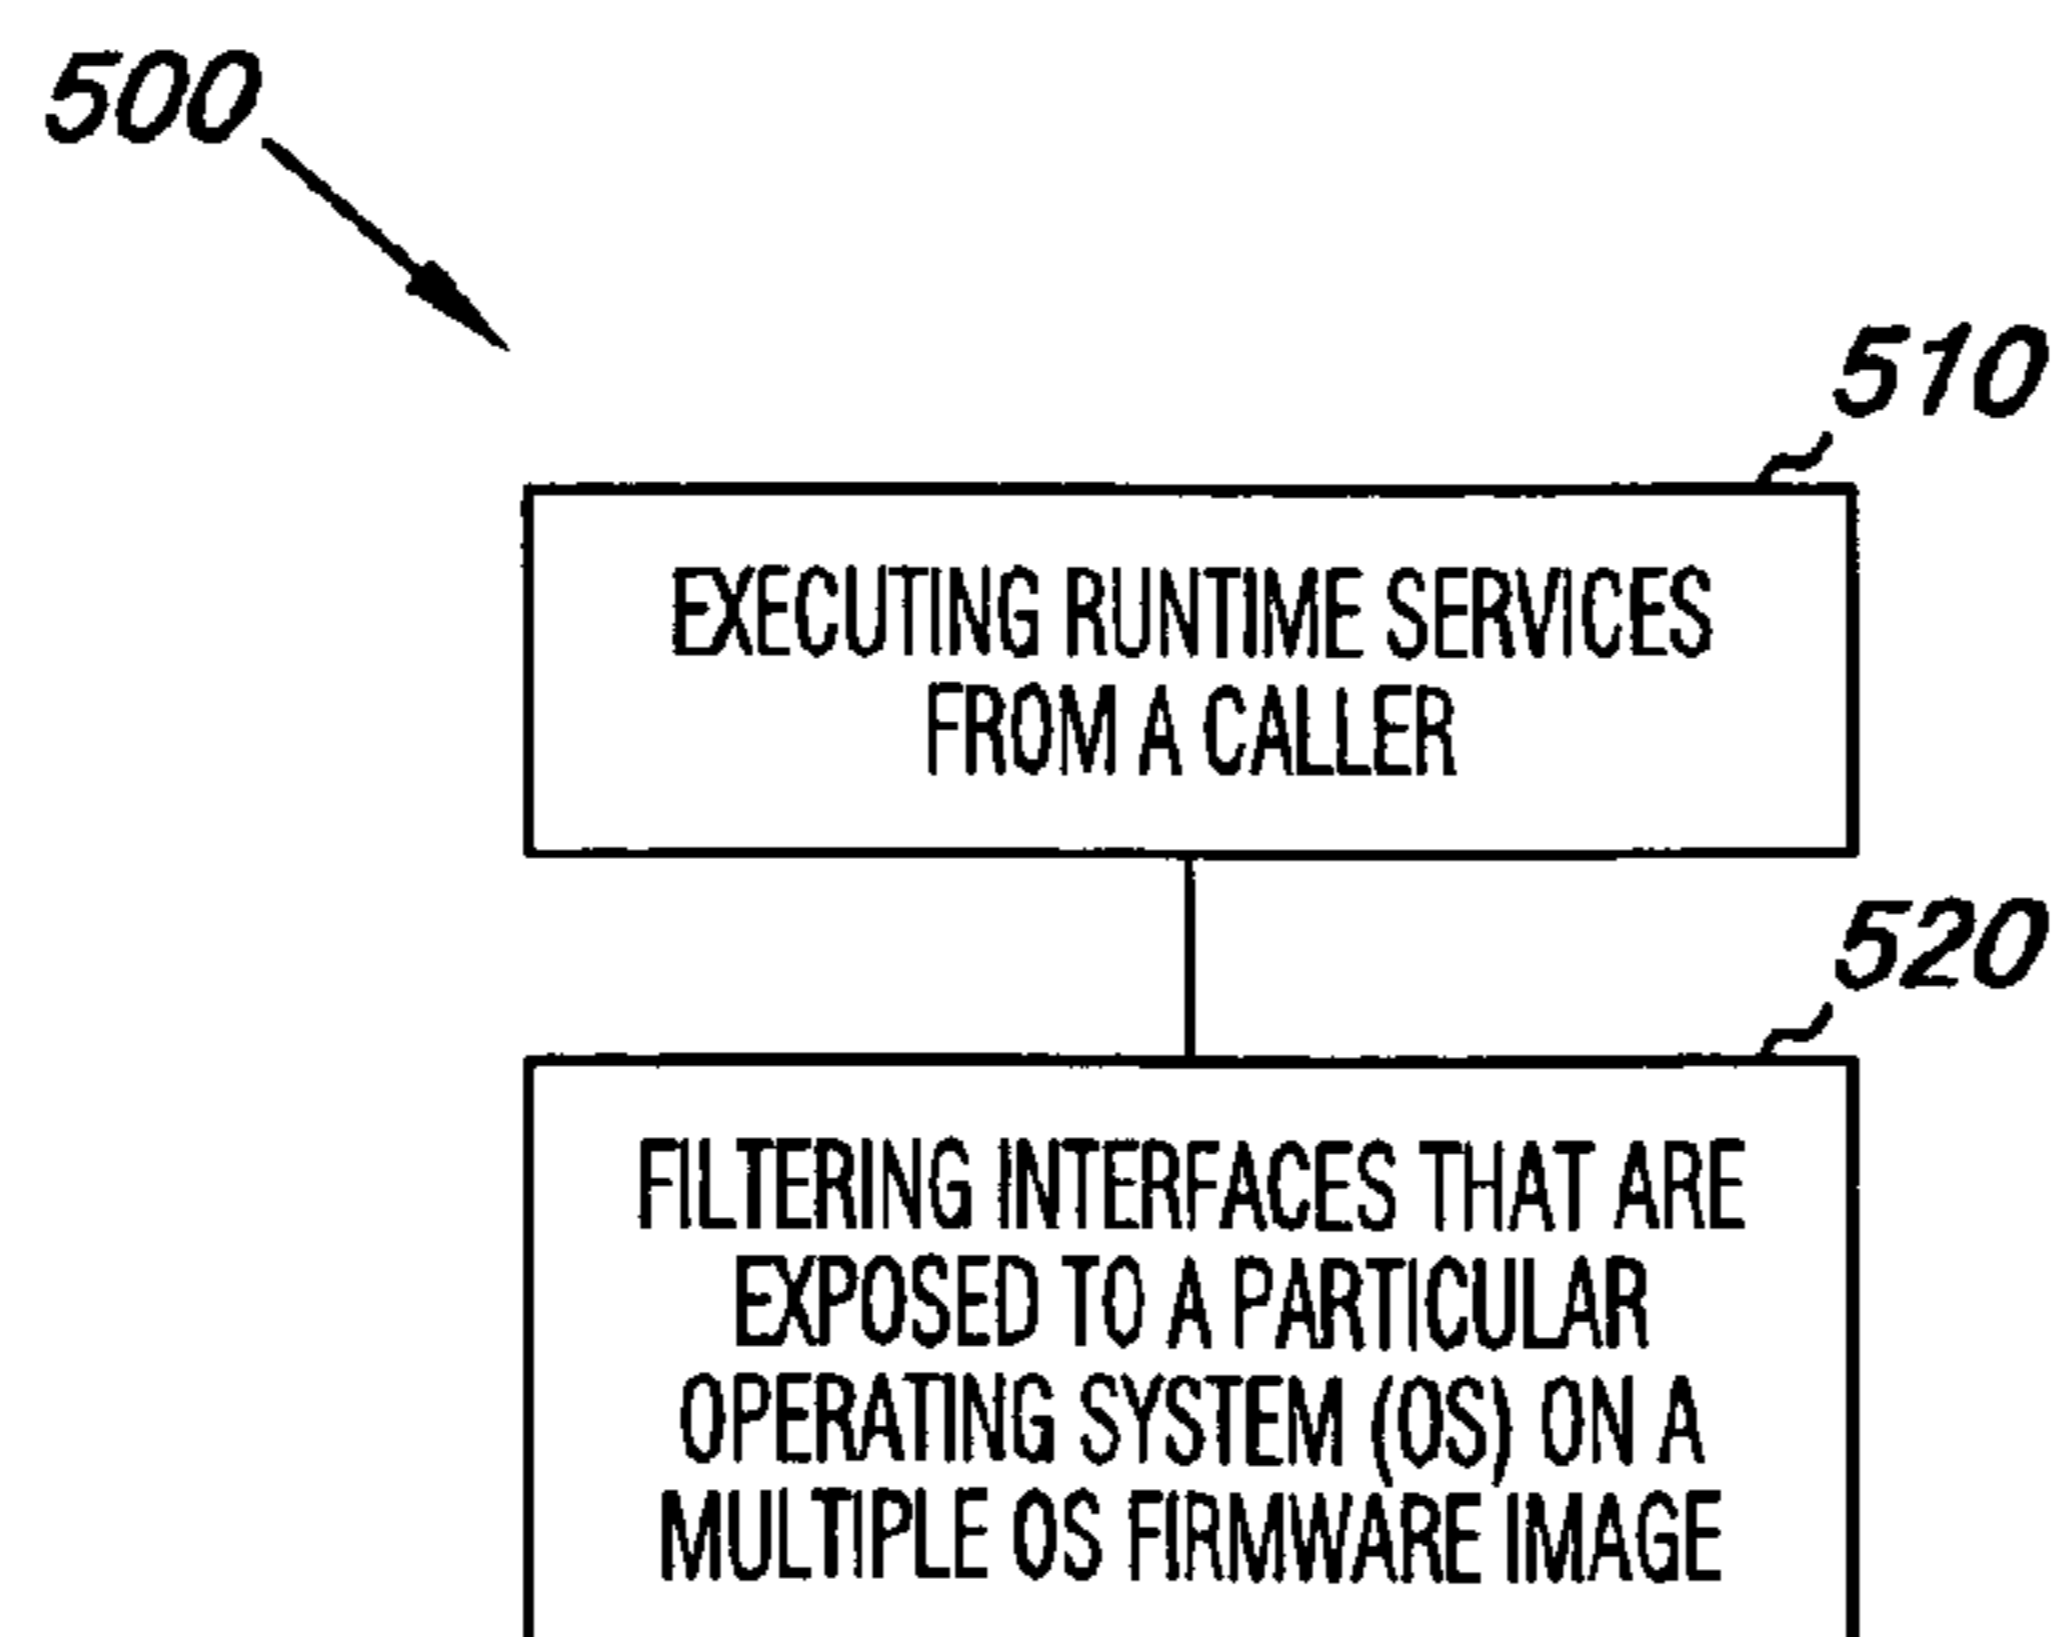 500
510
EXECUTING RUNTIME SERVICES
FROM A CALLER
520
FILTERING INTERFACES THAT ARE
EXPOSED TO A PARTICULAR
OPERATING SYSTEM (OS) ON A
MULTIPLE OS FIRMWARE IMAGE